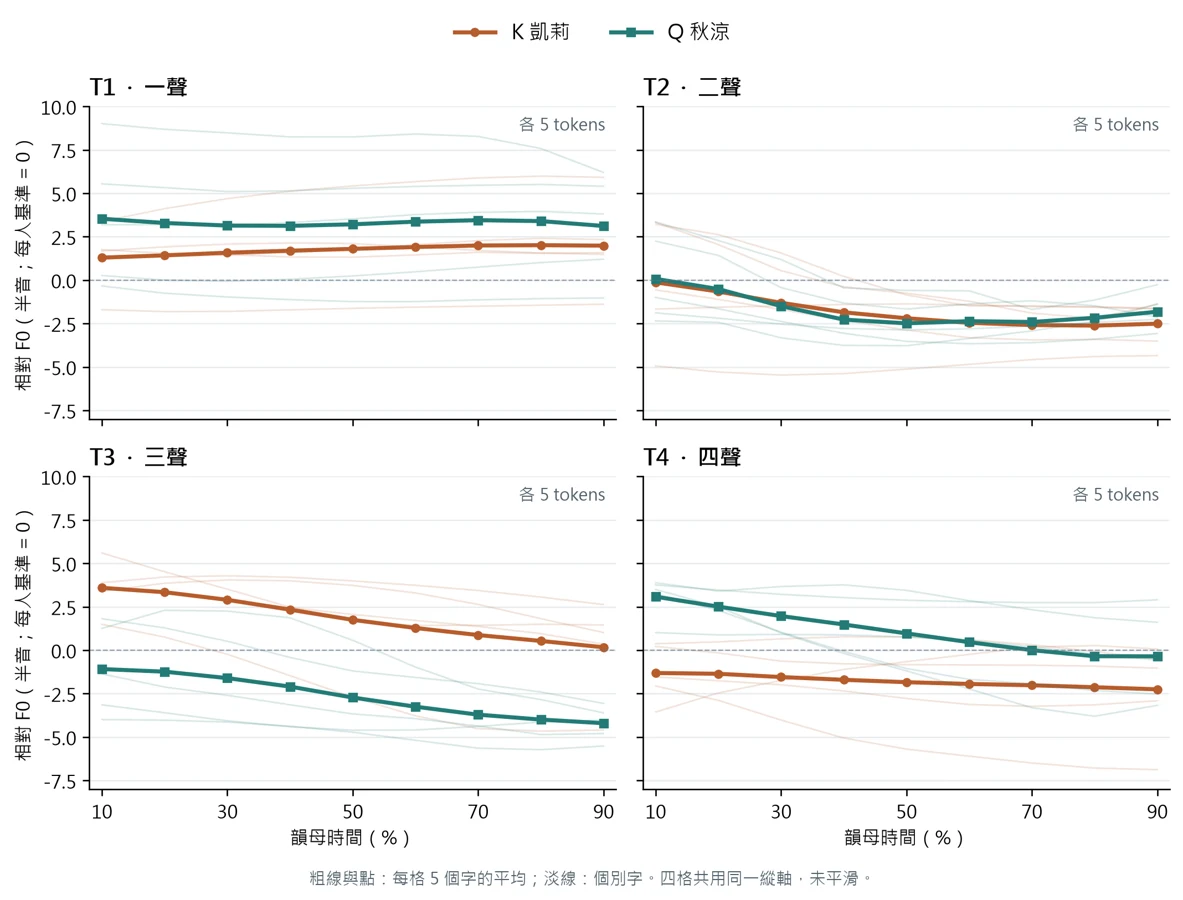 K 凱莉 Q 秋涼
T1 · 一聲
T2 · 二聲
各 5 tokens
各 5 tokens
相對 F0（半音；每人基準 = 0）
10.0
7.5
5.0
2.5
0.0
-2.5
-5.0
-7.5
T3 · 三聲
T4 · 四聲
各 5 tokens
各 5 tokens
相對 F0（半音；每人基準 = 0）
10.0
7.5
5.0
2.5
0.0
-2.5
-5.0
-7.5
10 30 50 70 90
10 30 50 70 90
韻母時間（%）
韻母時間（%）
粗線與點：每格 5 個字的平均；淡線：個別字。四格共用同一縱軸，未平滑。